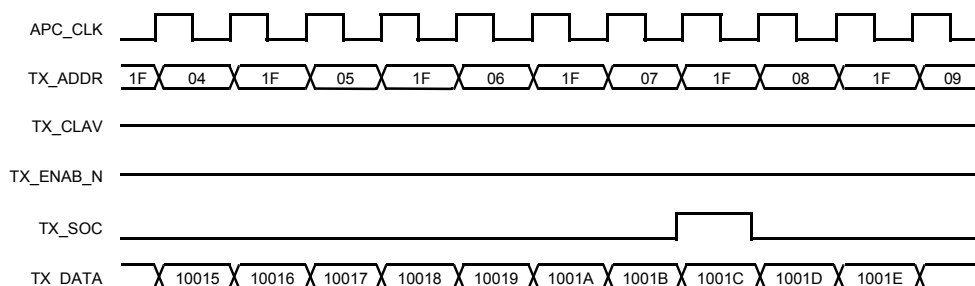 APC_CLK
TX_ADDR 1F 04 1F 05 1F 06 1F 07 1F 08 1F 09
TX_CLAV
TX_ENAB_N
TX_SOC
TX_DATA 10015 10016 10017 10018 10019 1001A 1001B 1001C 1001D 1001E